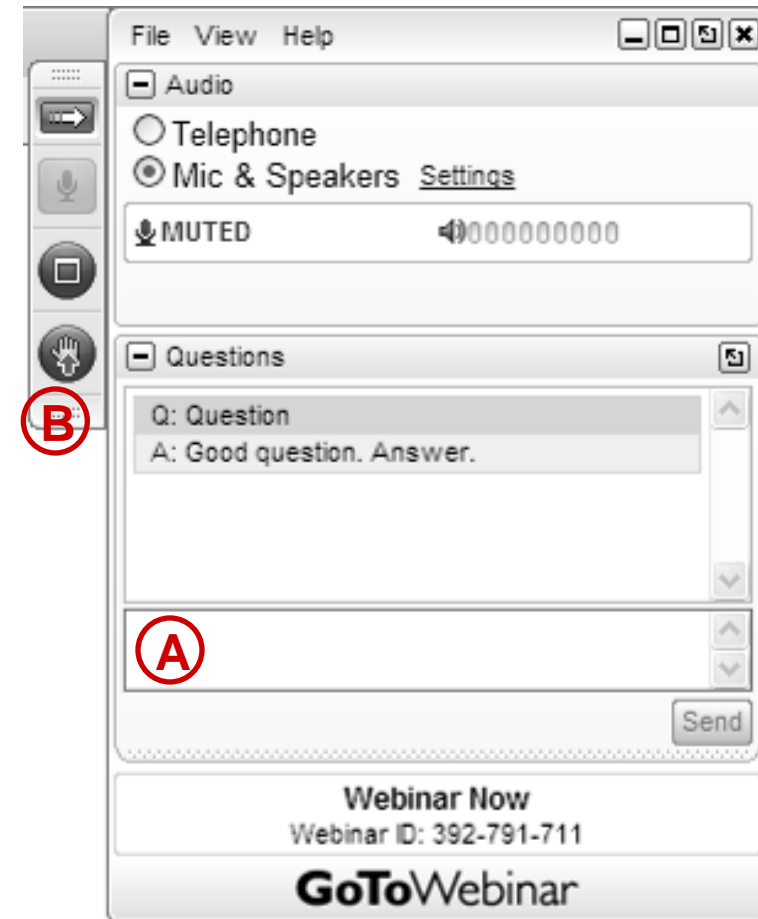 File View Help
Audio
Telephone
Mic & Speakers Settings
MUTED 000000000
Questions
Q: Question
A: Good question. Answer.
B
A
Send
Webinar Now
Webinar ID: 392-791-711
GoToWebinar